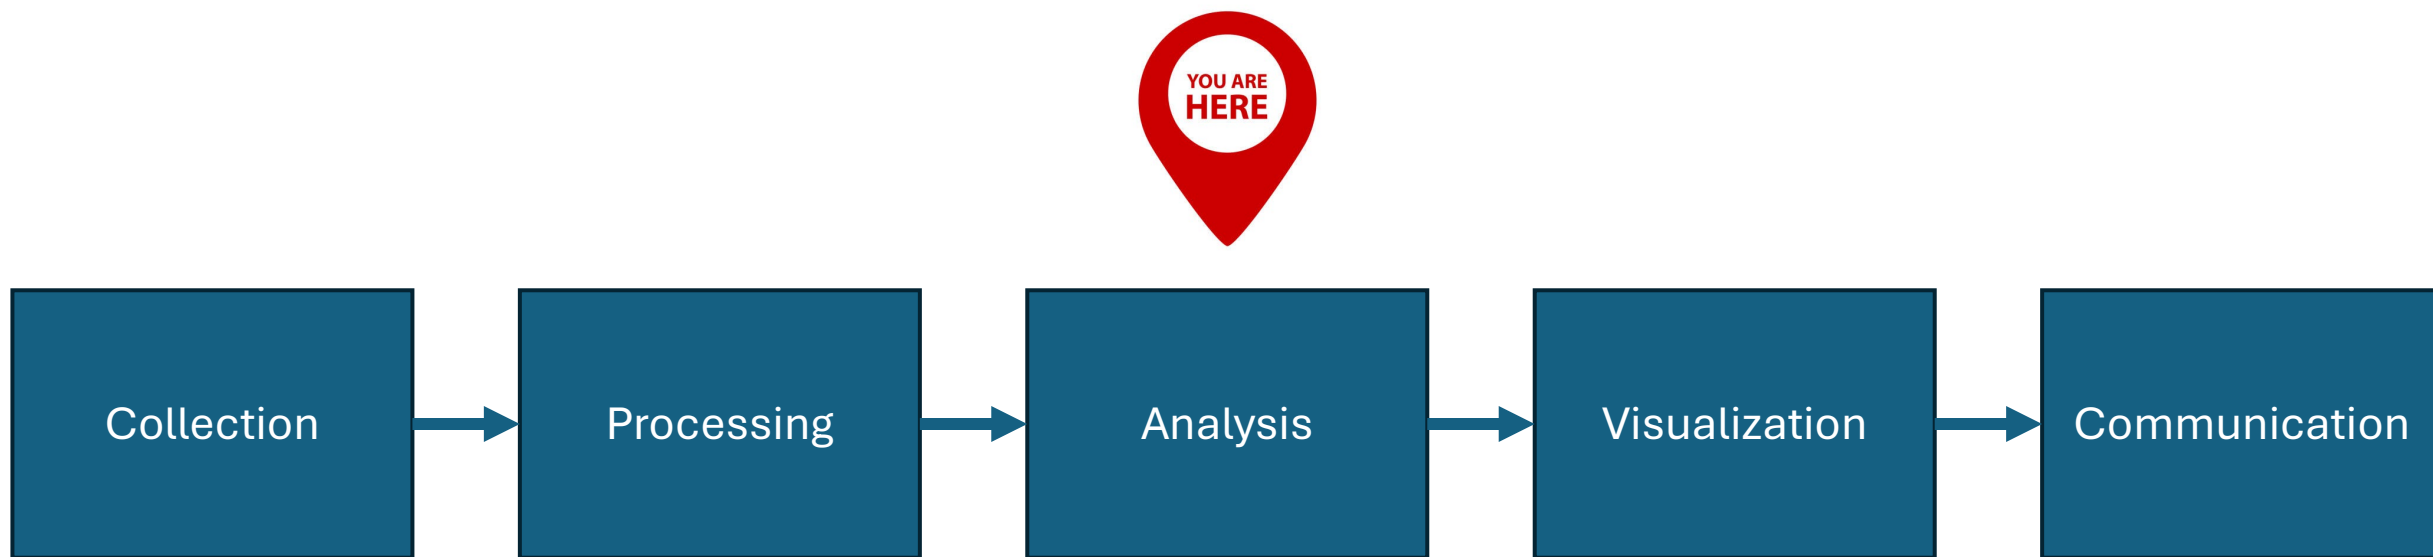 YOU ARE
HERE
Collection
Processing
Analysis
Visualization
Communication